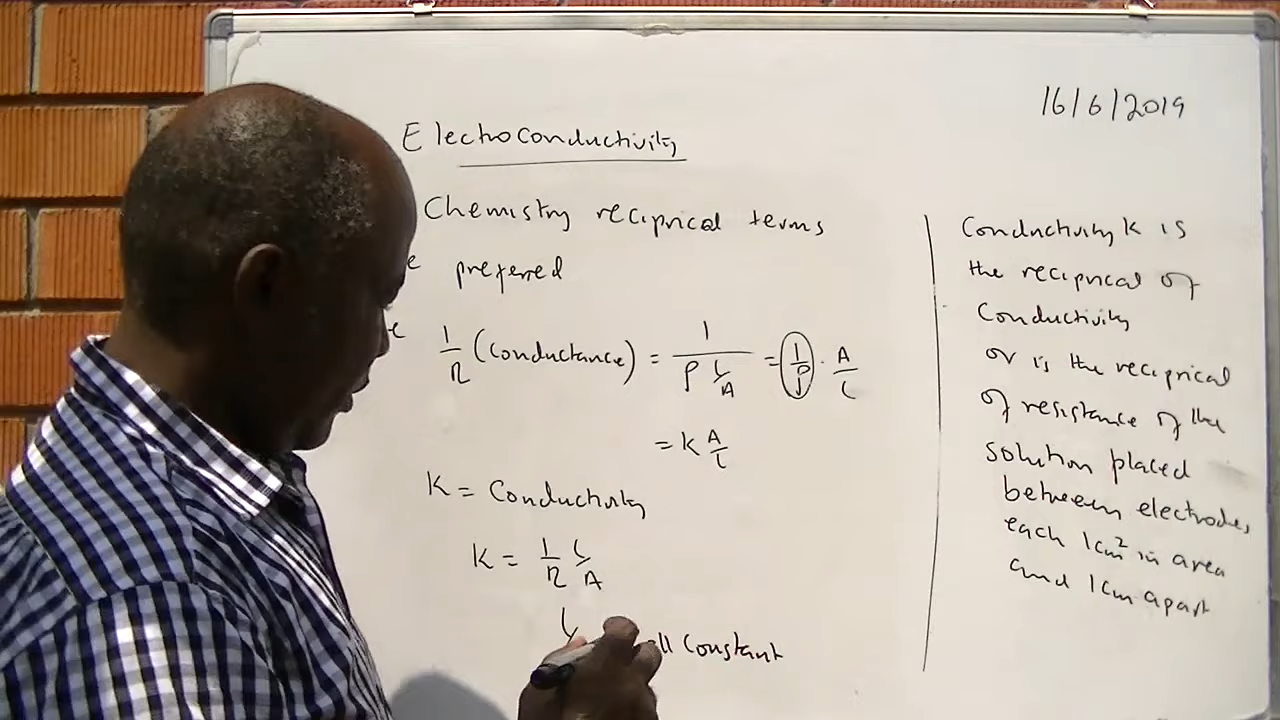 16/6/2019
Electroconductivity
Chemistry reciprical terms
e preferred
1/R (Conductance) = 1/(ρ L/A) = 1/ρ · A/L
= K A/L
K = Conductivity
K = 1/R L/A
L ll Constant
Conductivity K is
the reciprical of
Conductivity
or is the reciprical
of resistance of the
solution placed
between electrodes
each 1cm² in area
and 1cm apart